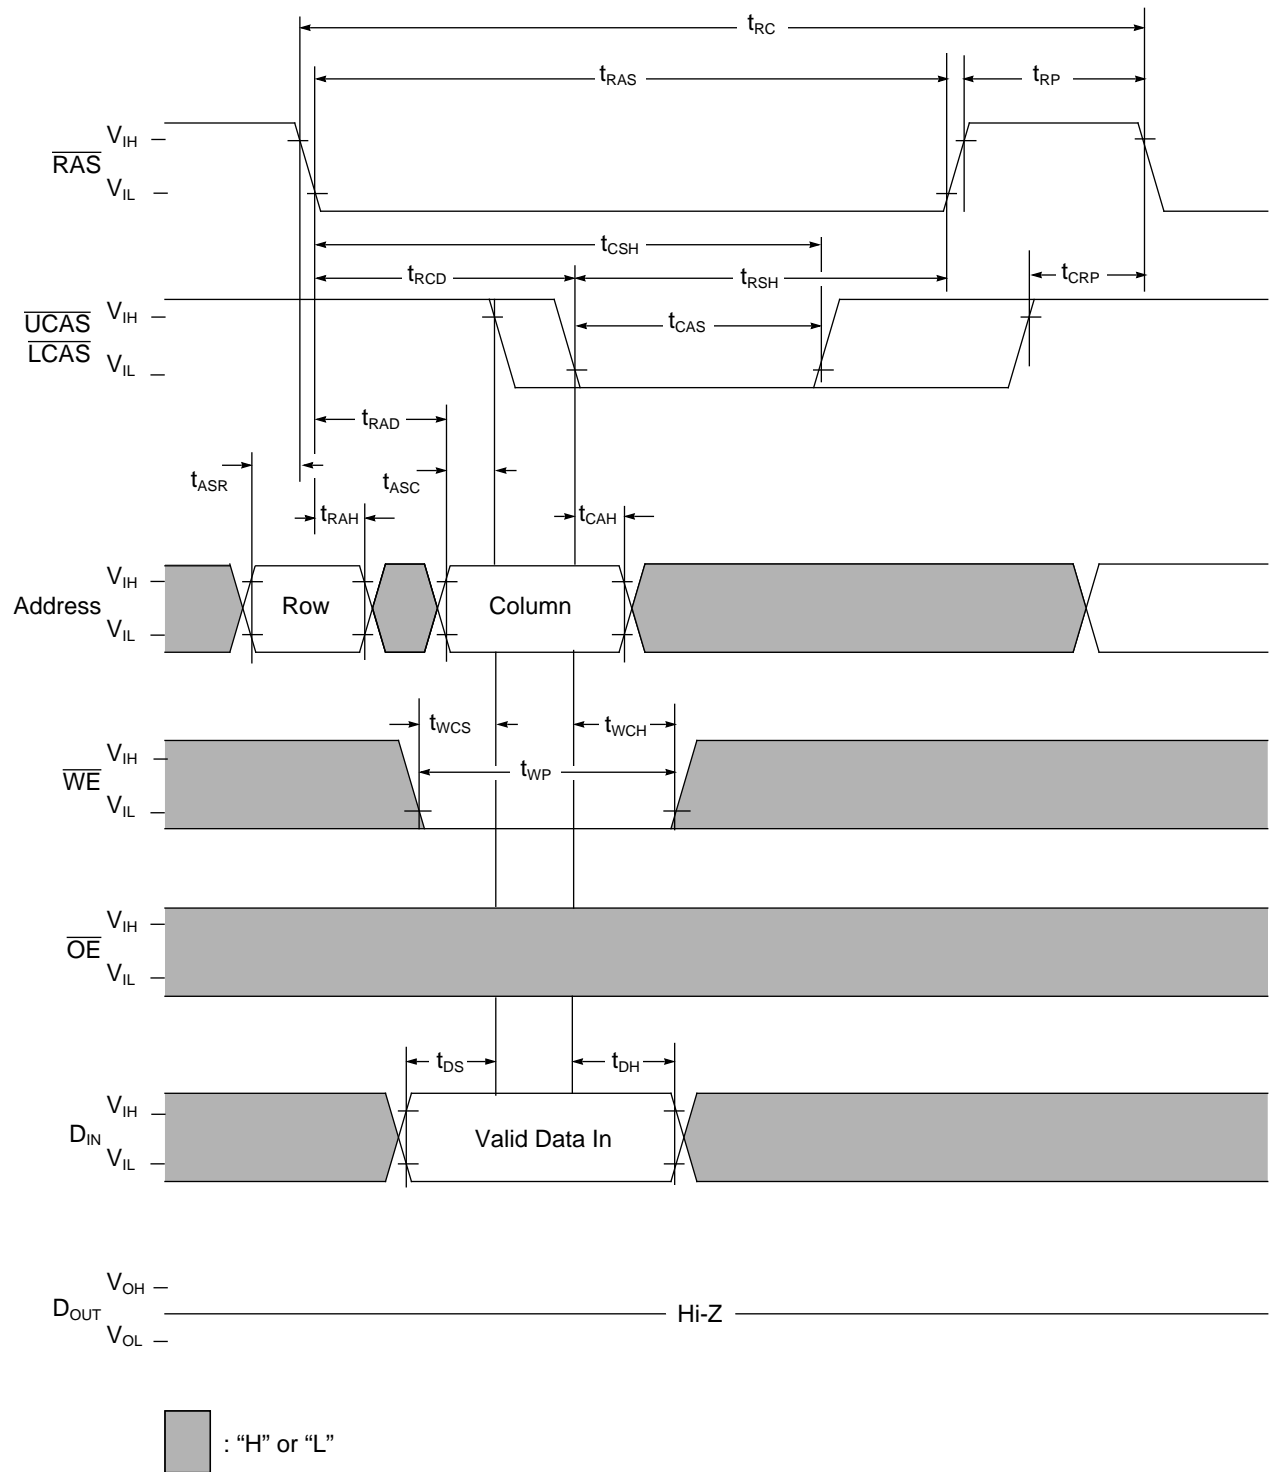 tRC
tRAS
tRP
VIH
RAS
VIL
tCSH
tRCD
tRSH
tCRP
VIH
UCAS
LCAS
VIL
tCAS
tRAD
tASR
tASC
tRAH
tCAH
VIH
Address
VIL
Row
Column
tWCS
tWCH
VIH
WE
VIL
tWP
VIH
OE
VIL
tDS
tDH
VIH
DIN
VIL
Valid Data In
VOH
DOUT
VOL
Hi-Z
: “H” or “L”